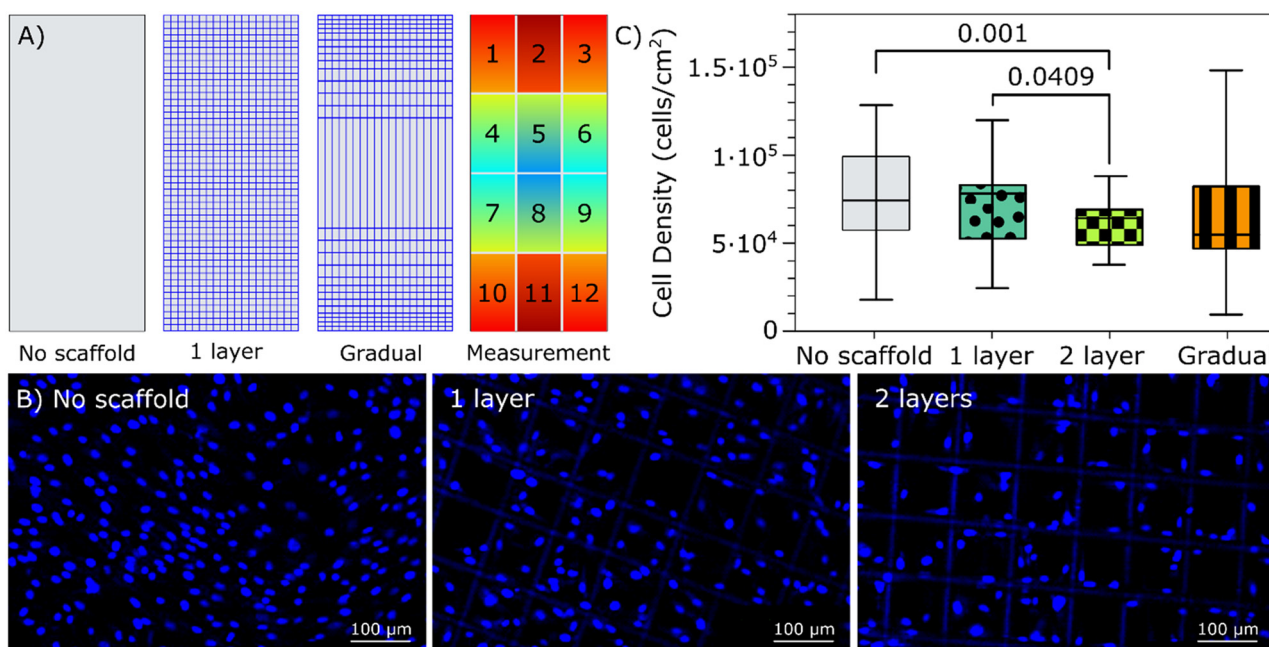 A)
1 2 3
4 5 6
7 8 9
10 11 12
No scaffold 1 layer Gradual Measurement
C)
Cell Density (cells/cm²)
1.5·10⁵
1·10⁵
5·10⁴
0
0.001
0.0409
No scaffold 1 layer 2 layer Gradual
B) No scaffold
100 µm
1 layer
100 µm
2 layers
100 µm